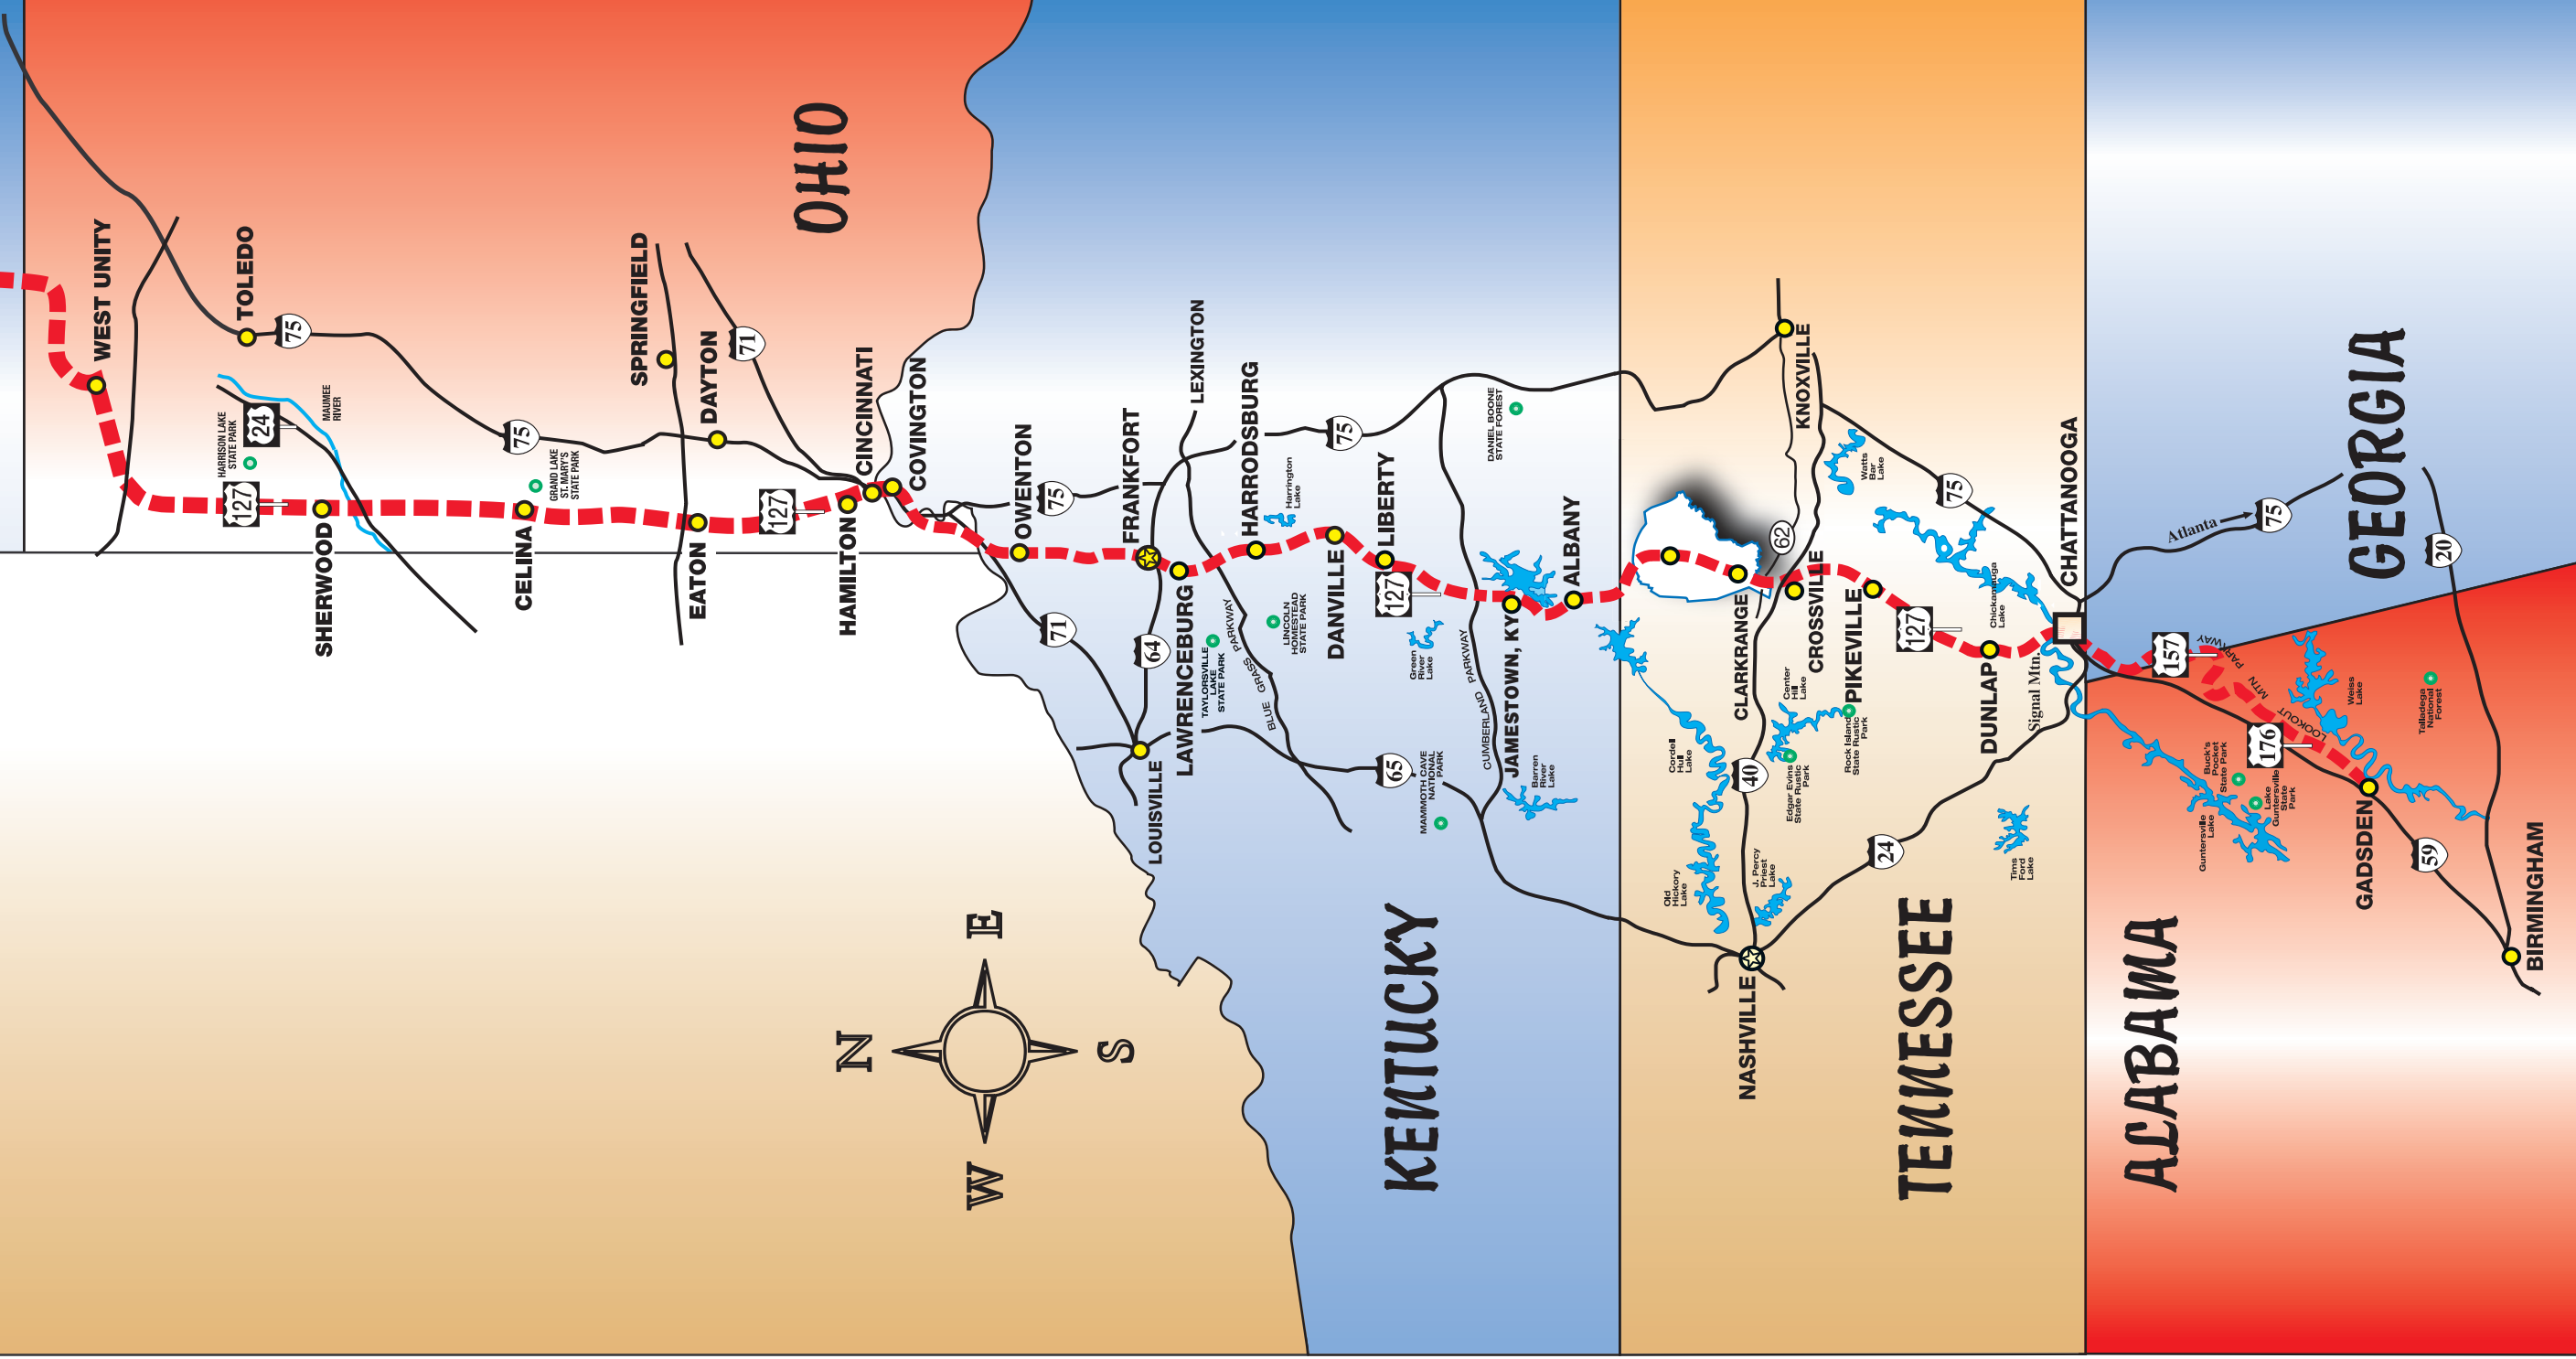 WEST UNITY
TOLEDO
75
HARRISON LAKE
STATE PARK
24
MAUMEE
RIVER
127
SHERWOOD
75
GRAND LAKE
ST. MARY'S
STATE PARK
CELINA
SPRINGFIELD
DAYTON
71
EATON
127
OHIO
HAMILTON
CINCINNATI
COVINGTON
N
E
S
W
OWENTON
75
71
FRANKFORT
64
LOUISVILLE
LAWRENCEBURG
LEXINGTON
TAYLORSVILLE
LAKE
STATE PARK
BLUE GRASS PARKWAY
HARRODSBURG
Harrington
Lake
LINCOLN
HOMESTEAD
STATE PARK
DANVILLE
75
LIBERTY
127
65
KENTUCKY
Green
River
Lake
MAMMOTH CAVE
NATIONAL
PARK
CUMBERLAND PARKWAY
DANIEL BOONE
STATE FOREST
JAMESTOWN, KY
Barren
River
Lake
ALBANY
Cordell
Hull
Lake
Old
Hickory
Lake
CLARKRANGE
62
40
NASHVILLE
J. Percy
Priest
Lake
Center
Hill
Lake
Edgar Evins
State Rustic
Park
KNOXVILLE
CROSSVILLE
Rock Island
State Rustic
Park
PIKEVILLE
Watts
Bar
Lake
24
127
TENNESSEE
75
DUNLAP
Chickamauga
Lake
Tims
Ford
Lake
Signal Mtn.
CHATTANOOGA
157
ALABAMA
Atlanta
75
LOOKOUT MTN PARKWAY
176
Guntersville
Lake
Buck's
Pocket
State Park
Lake
Guntersville
State
Park
Weiss
Lake
GADSDEN
GEORGIA
Talladega
National
Forest
59
20
BIRMINGHAM